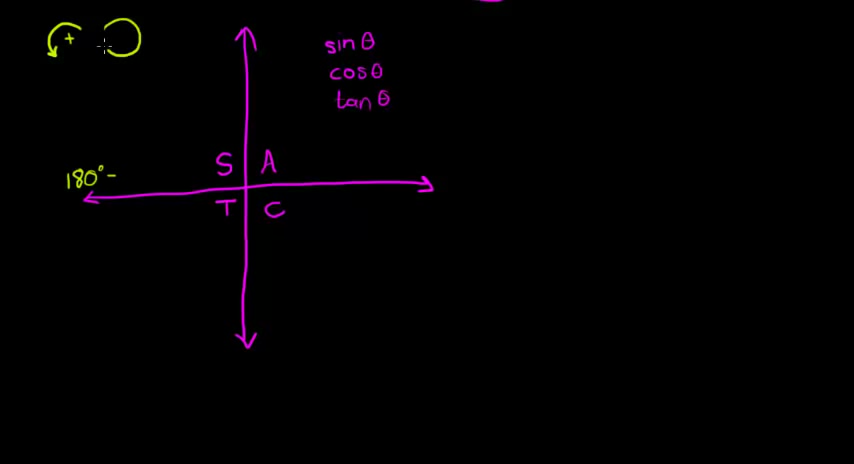 +
sin θ
cos θ
tan θ
S A
180°-
T C